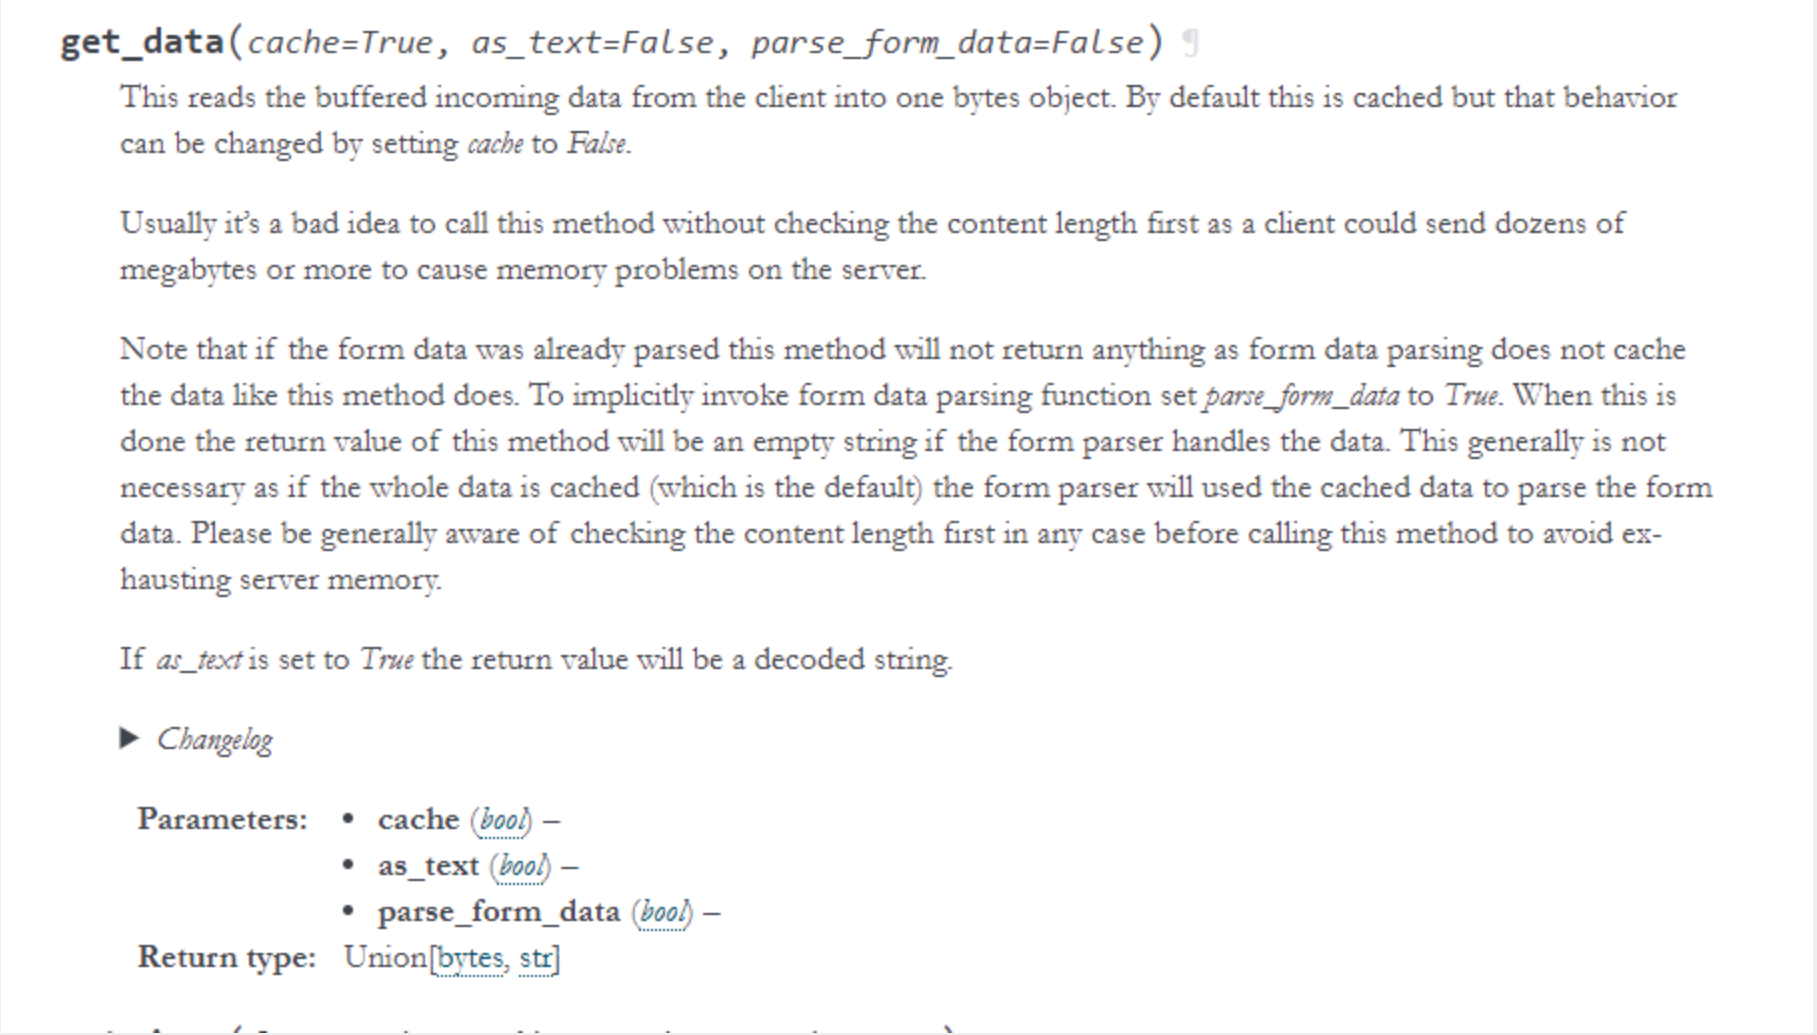 get_data(cache=True, as_text=False, parse_form_data=False) ¶
This reads the buffered incoming data from the client into one bytes object. By default this is cached but that behavior
can be changed by setting cache to False.
Usually it’s a bad idea to call this method without checking the content length first as a client could send dozens of
megabytes or more to cause memory problems on the server.
Note that if the form data was already parsed this method will not return anything as form data parsing does not cache
the data like this method does. To implicitly invoke form data parsing function set parse_form_data to True. When this is
done the return value of this method will be an empty string if the form parser handles the data. This generally is not
necessary as if the whole data is cached (which is the default) the form parser will used the cached data to parse the form
data. Please be generally aware of checking the content length first in any case before calling this method to avoid ex-
hausting server memory.
If as_text is set to True the return value will be a decoded string.
▶ Changelog
Parameters: • cache (bool) –
• as_text (bool) –
• parse_form_data (bool) –
Return type: Union[bytes, str]